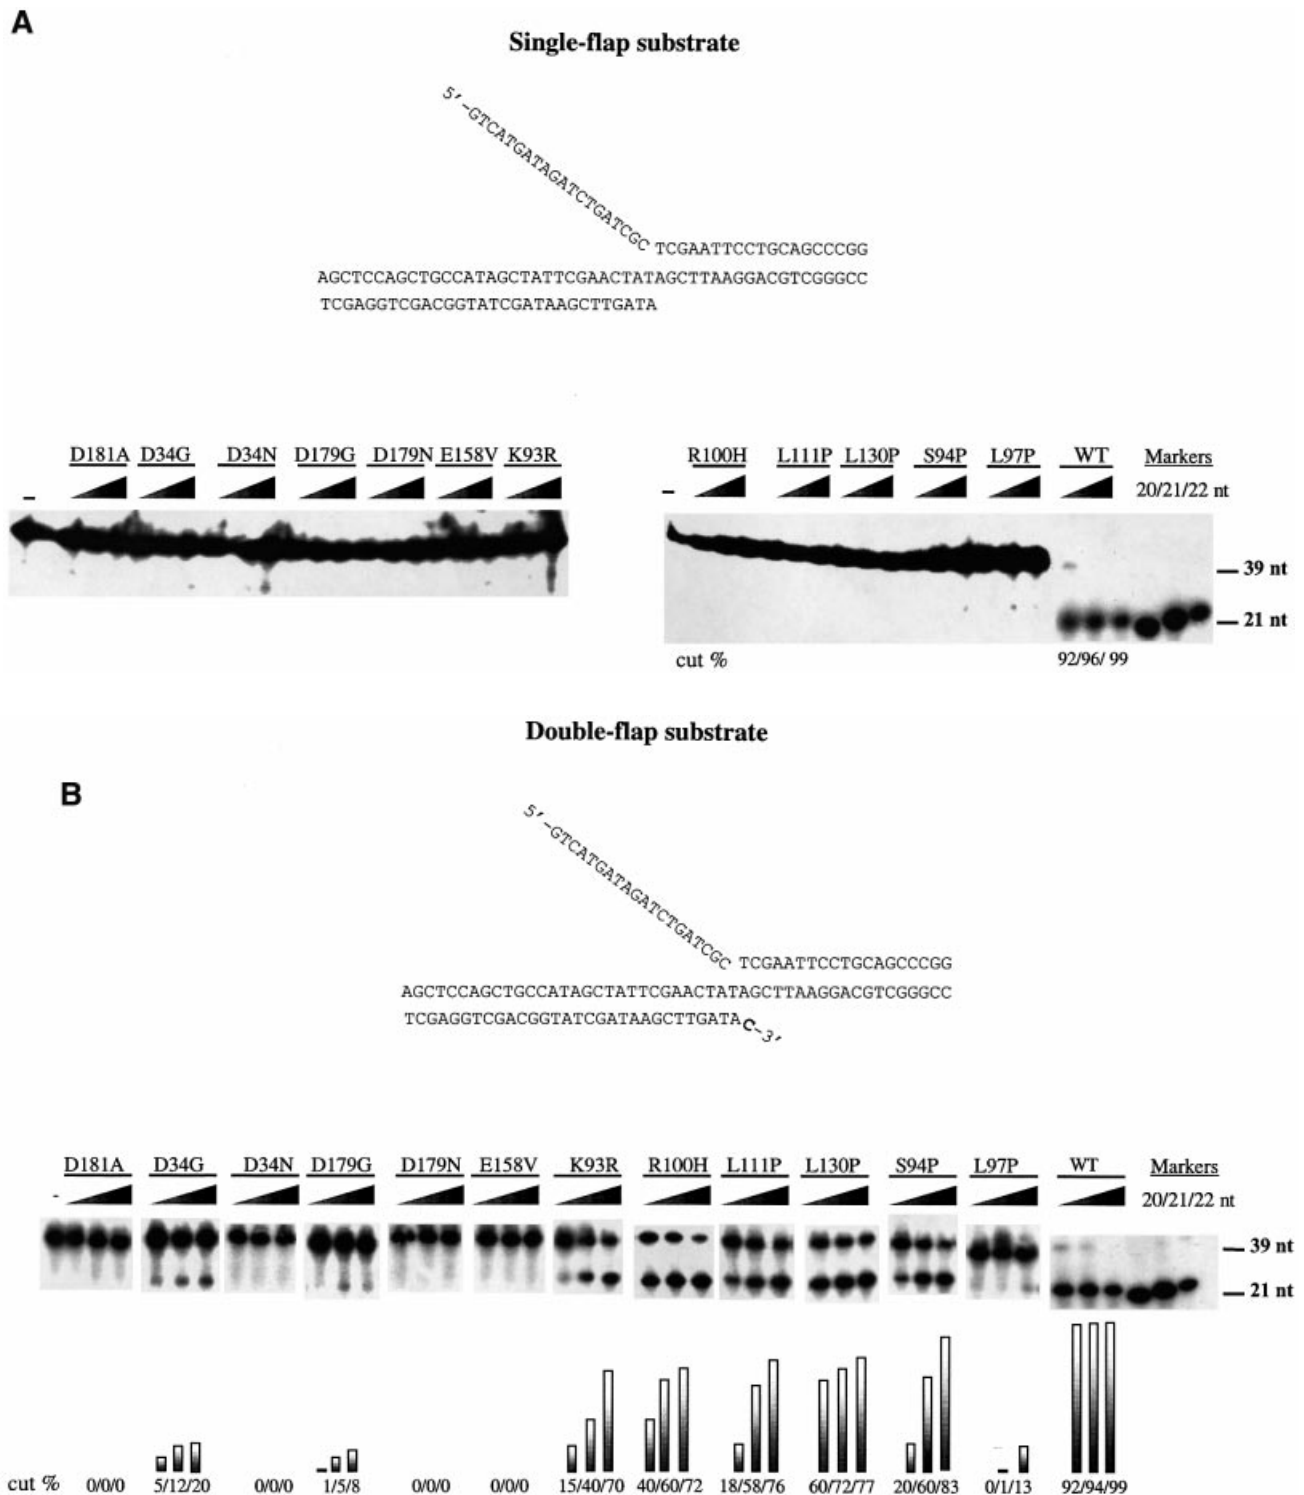 A
Single-flap substrate
5′-GTCATGATAGATCTGATCGC
TCGAATTCCTGCAGCCCGG
AGCTCCAGCTGCCATAGCTATTCGAACTATAGCTTAAGGACGTCGGGCC
TCGAGGTCGACGGTATCGATAAGCTTGATA
D181A D34G D34N D179G D179N E158V K93R R100H L111P L130P S94P L97P WT Markers
– – 20/21/22 nt
39 nt
21 nt
cut % 92/96/ 99
Double-flap substrate
B
5′-GTCATGATAGATCTGATCGC
TCGAATTCCTGCAGCCCGG
AGCTCCAGCTGCCATAGCTATTCGAACTATAGCTTAAGGACGTCGGGCC
TCGAGGTCGACGGTATCGATAAGCTTGATAC-3′
D181A D34G D34N D179G D179N E158V K93R R100H L111P L130P S94P L97P WT Markers
- 20/21/22 nt
39 nt
21 nt
cut % 0/0/0 5/12/20 0/0/0 1/5/8 0/0/0 0/0/0 15/40/70 40/60/72 18/58/76 60/72/77 20/60/83 0/1/13 92/94/99